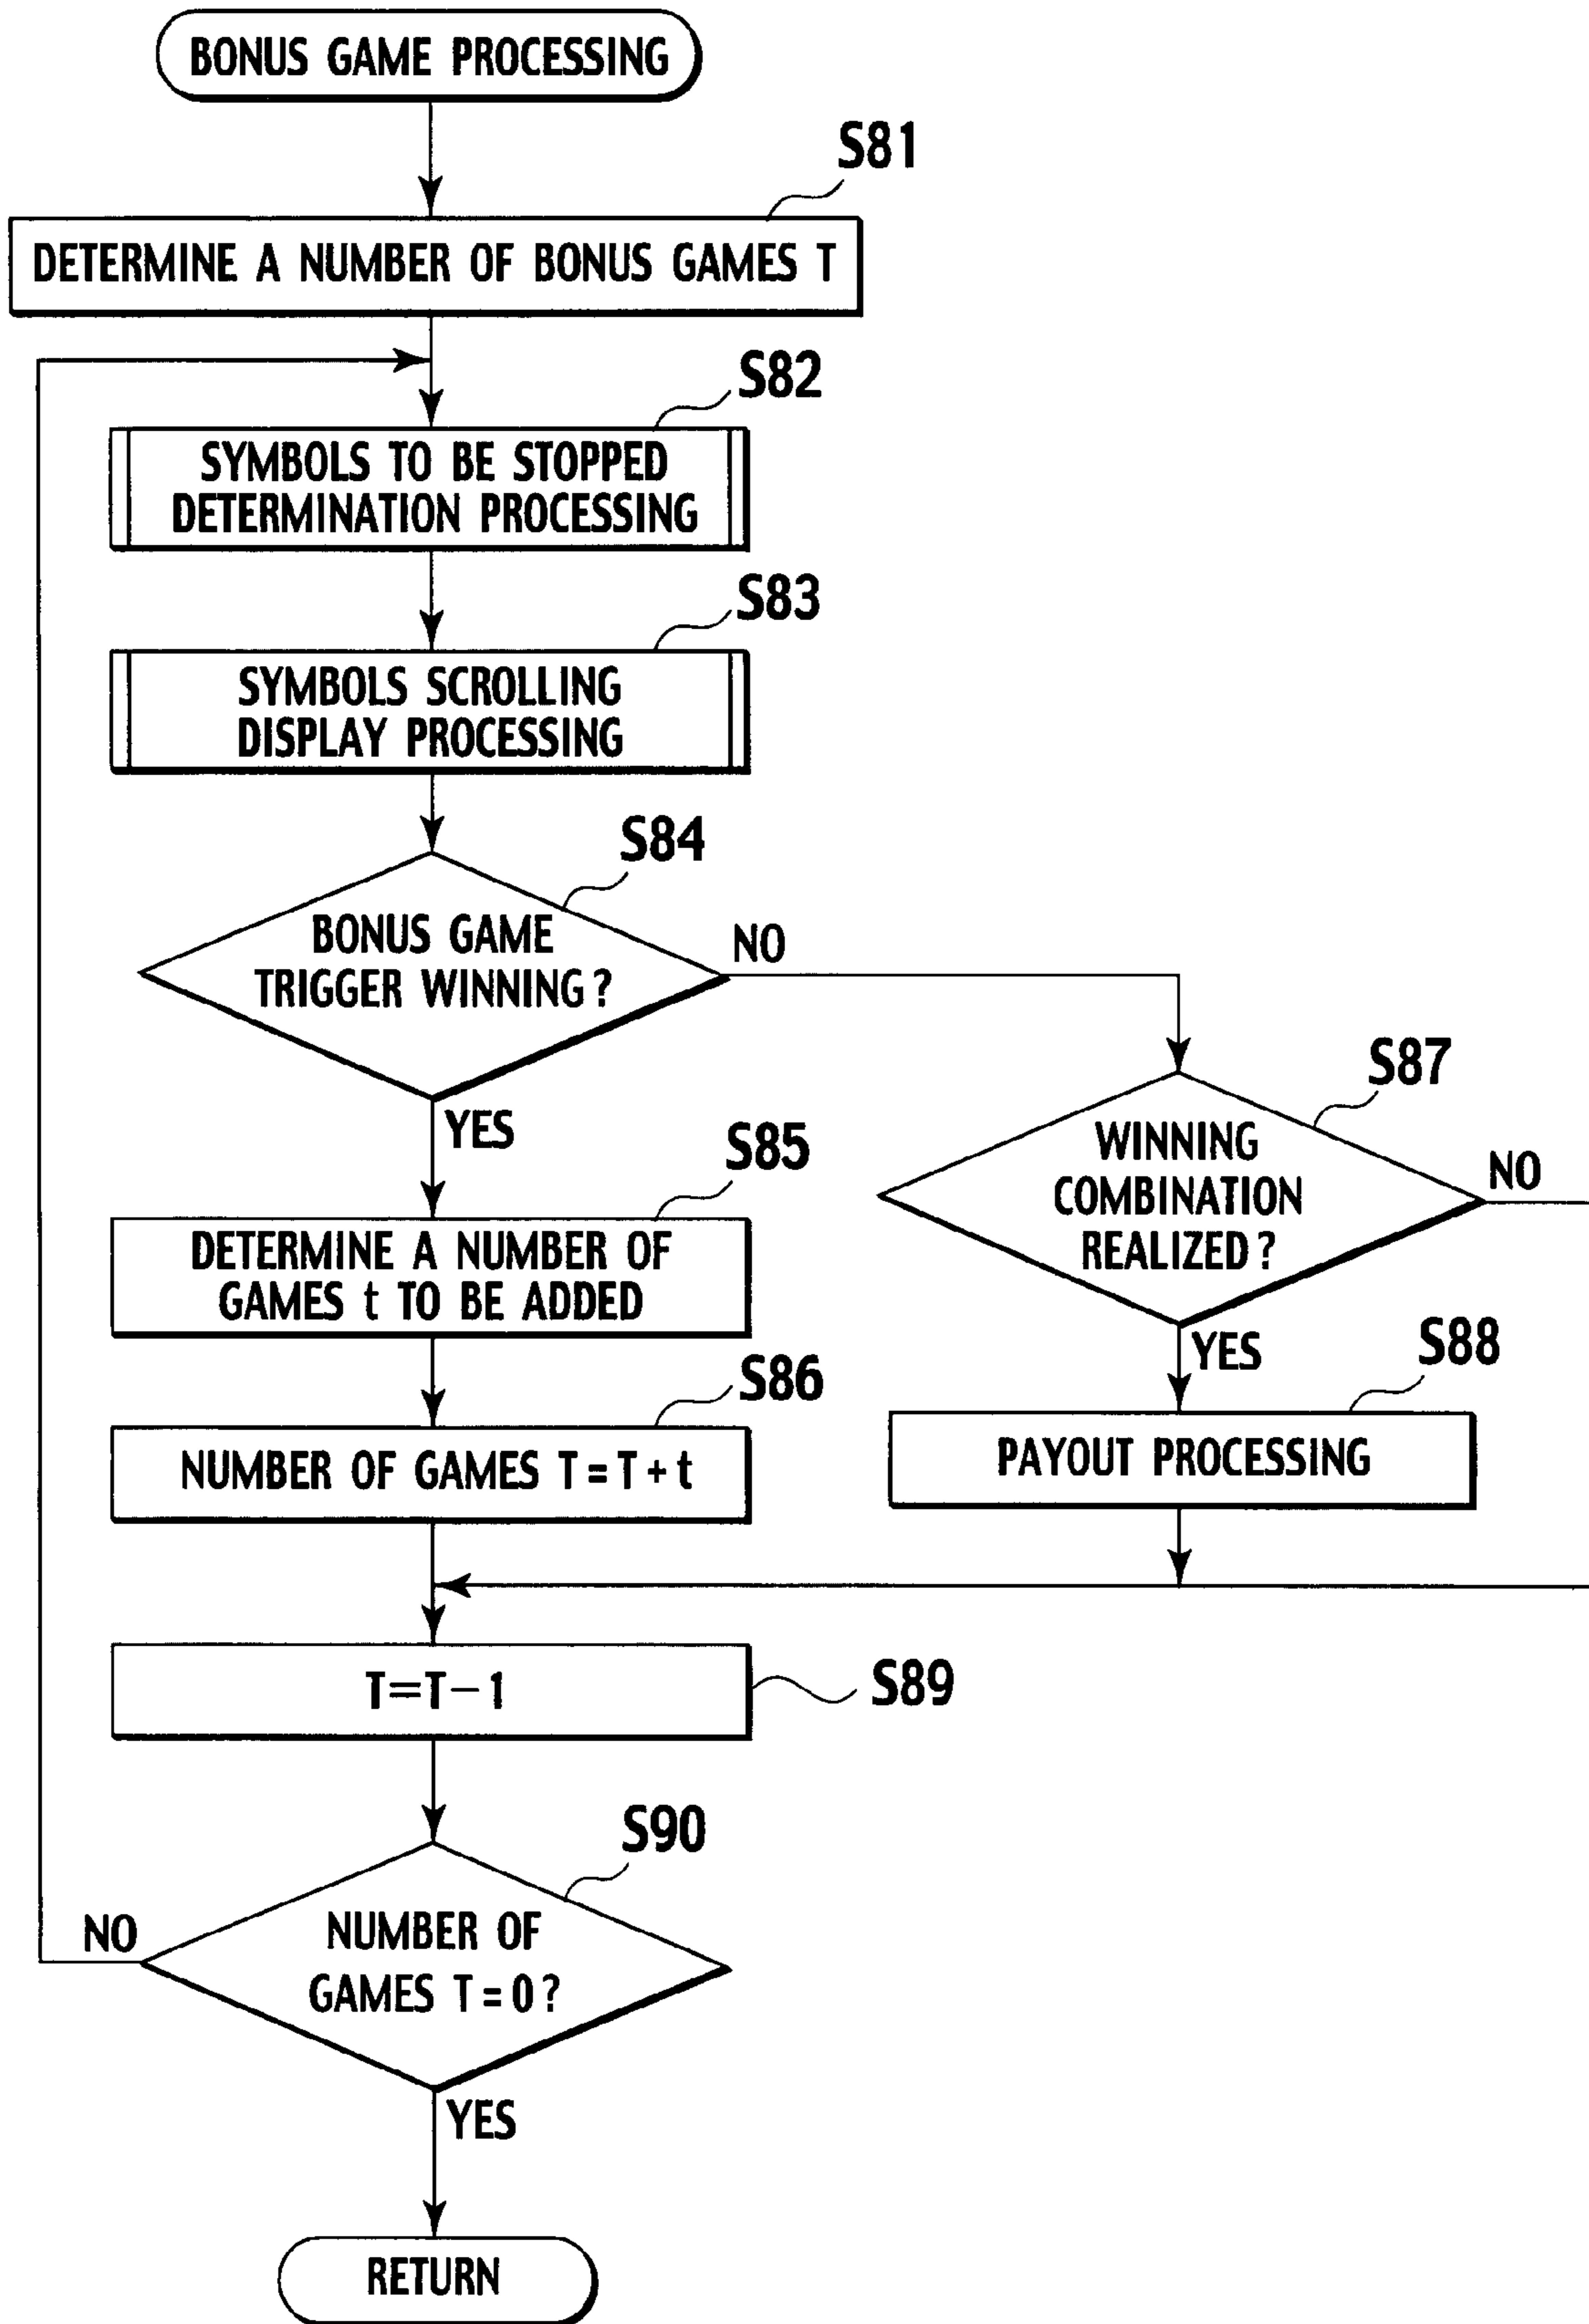 BONUS GAME PROCESSING
S81
DETERMINE A NUMBER OF BONUS GAMES T
S82
SYMBOLS TO BE STOPPED
DETERMINATION PROCESSING
S83
SYMBOLS SCROLLING
DISPLAY PROCESSING
S84
BONUS GAME
TRIGGER WINNING?
NO
YES
S87
WINNING
COMBINATION
REALIZED?
NO
YES
S85
DETERMINE A NUMBER OF
GAMES t TO BE ADDED
S86
NUMBER OF GAMES T=T+t
S88
PAYOUT PROCESSING
T=T-1
S89
S90
NUMBER OF
GAMES T=0?
NO
YES
RETURN